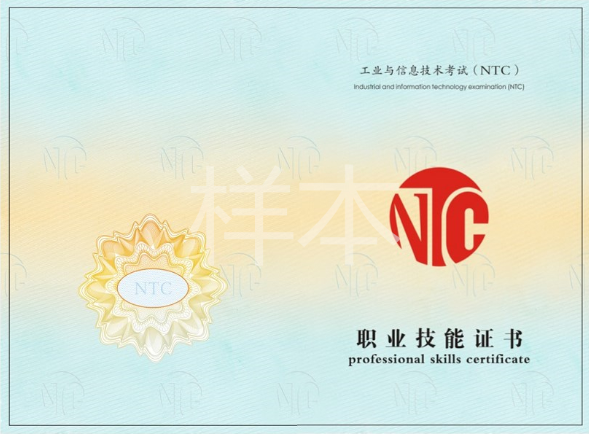 工业与信息技术考试（NTC）
Industrial and information technology examination (NTC)
样本
NTC
NTC
职业技能证书
professional skills certificate